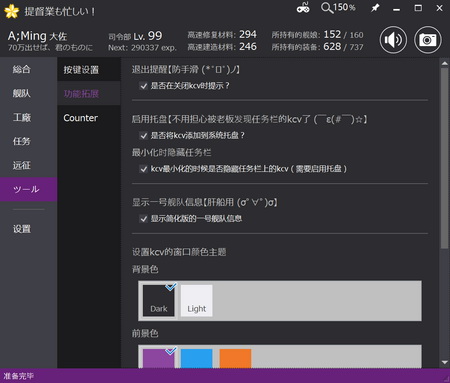 提督業も忙しい！
150%
A;Ming 大佐
70万出せば、君のものに
司令部 Lv. 99
Next: 290337 exp.
高速修复材料: 294
高速建造材料: 246
所持有的舰娘: 152 / 160
所持有的装备: 628 / 737
総合
舰队
工廠
任务
远征
ツール
设置
按键设置
功能拓展
Counter
退出提醒【防手滑 (*ﾟロﾟ)ﾉ】
是否在关闭kcv时提示？
启用托盘【不用担心被老板发现任务栏的kcv了 (￣ε(#￣)☆】
是否将kcv添加到系统托盘？
最小化时隐藏任务栏
kcv最小化的时候是否隐藏任务栏上的kcv（需要启用托盘）
显示一号舰队信息【肝船用 (σﾟ∀ﾟ)σ】
显示简化版的一号舰队信息
设置kcv的窗口颜色主题
背景色
Dark
Light
前景色
准备完毕